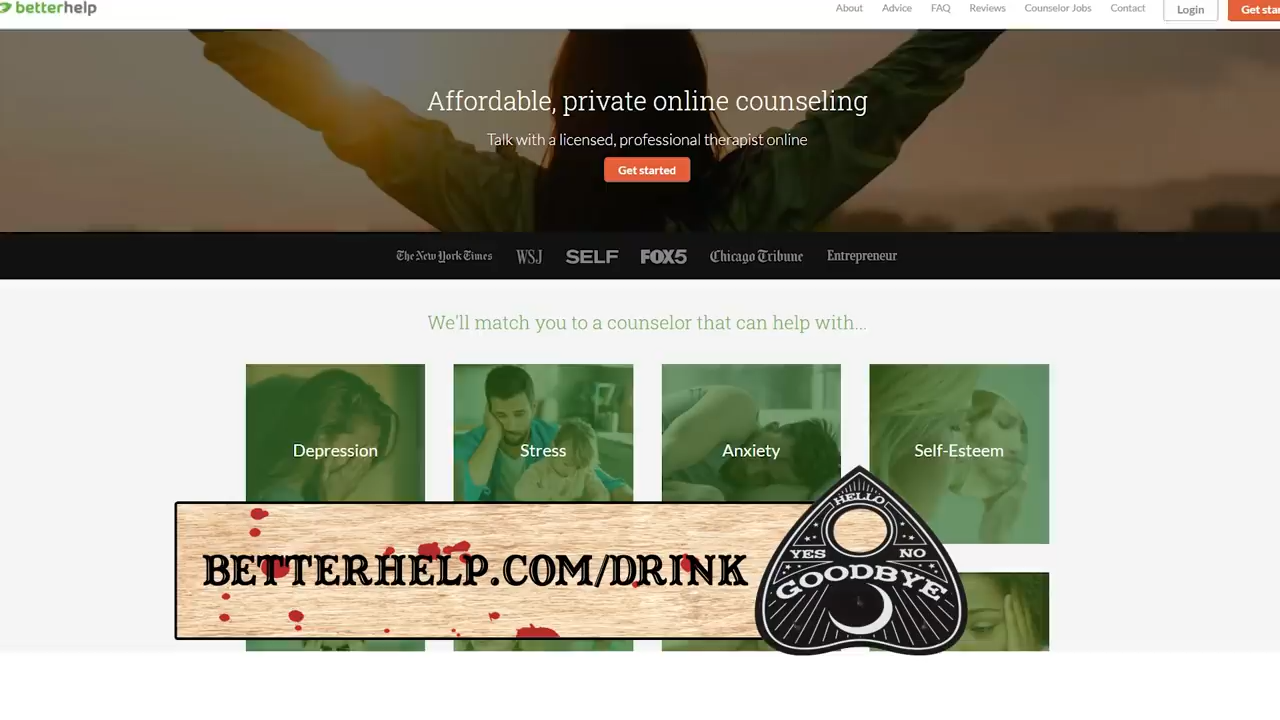 betterhelp
About Advice FAQ Reviews Counselor Jobs Contact Login Get star
Affordable, private online counseling
Talk with a licensed, professional therapist online
Get started
The New York Times WSJ SELF FOX5 Chicago Tribune Entrepreneur
We'll match you to a counselor that can help with...
Depression Stress Anxiety Self-Esteem
BETTERHELP.COM/DRINK
HELLO
YES NO
GOODBYE